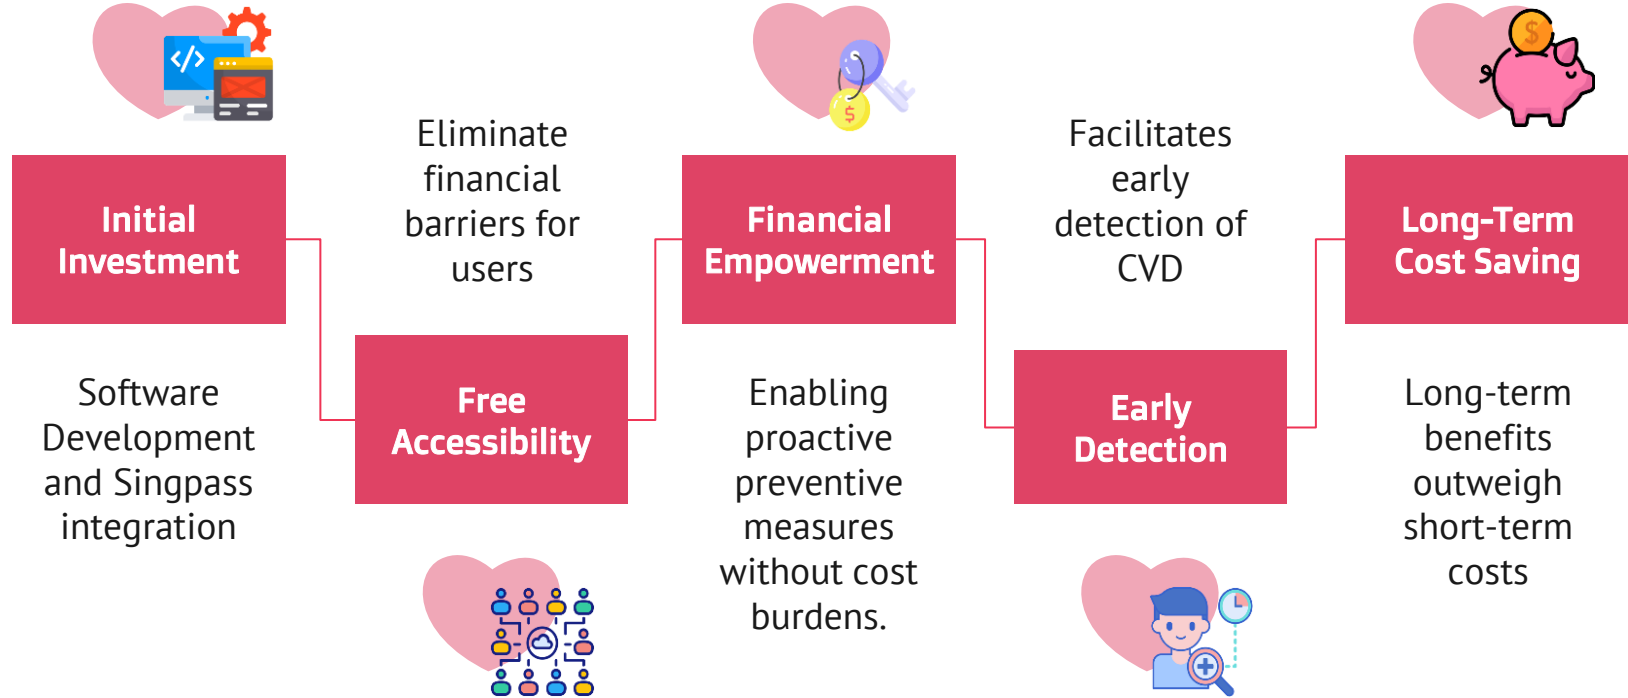 Initial
Investment
Software
Development
and Singpass
integration
Eliminate
financial
barriers for
users
Free
Accessibility
Financial
Empowerment
Enabling
proactive
preventive
measures
without cost
burdens.
Facilitates
early
detection of
CVD
Early
Detection
Long-Term
Cost Saving
Long-term
benefits
outweigh
short-term
costs